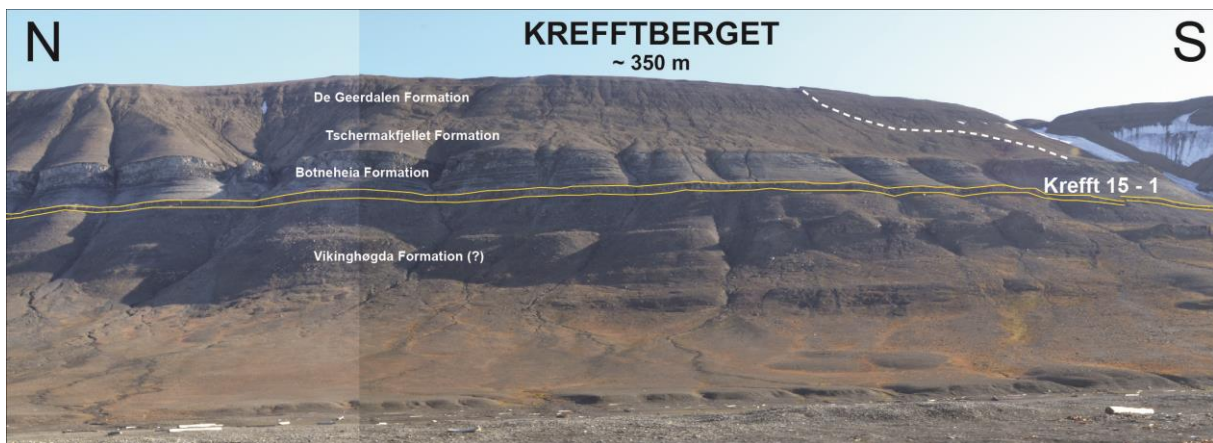 N
KREFFTBERGET
S
~ 350 m
De Geerdalen Formation
Tschermakfjellet Formation
Botneheia Formation
Krefft 15 - 1
Vikinghøgda Formation (?)